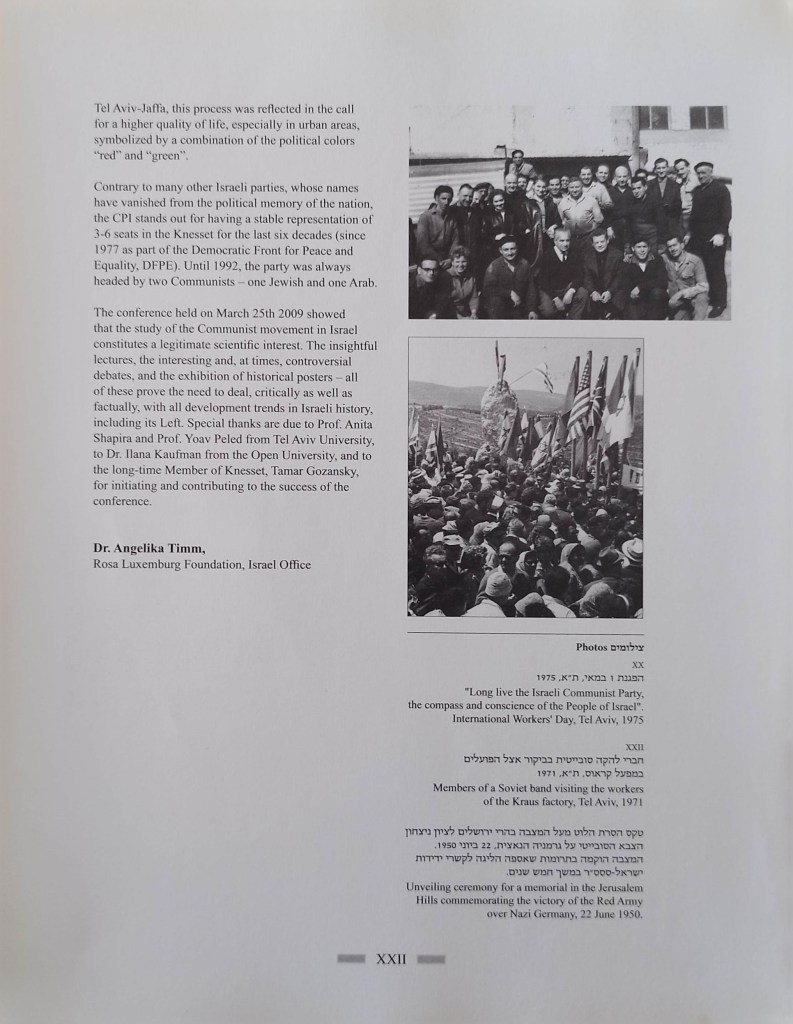 Tel Aviv-Jaffa, this process was reflected in the call
for a higher quality of life, especially in urban areas,
symbolized by a combination of the political colors
“red” and “green”.
Contrary to many other Israeli parties, whose names
have vanished from the political memory of the nation,
the CPI stands out for having a stable representation of
3-6 seats in the Knesset for the last six decades (since
1977 as part of the Democratic Front for Peace and
Equality, DFPE). Until 1992, the party was always
headed by two Communists – one Jewish and one Arab.
The conference held on March 25th 2009 showed
that the study of the Communist movement in Israel
constitutes a legitimate scientific interest. The insightful
lectures, the interesting and, at times, controversial
debates, and the exhibition of historical posters – all
of these prove the need to deal, critically as well as
factually, with all development trends in Israeli history,
including its Left. Special thanks are due to Prof. Anita
Shapira and Prof. Yoav Peled from Tel Aviv University,
to Dr. Ilana Kaufman from the Open University, and to
the long-time Member of Knesset, Tamar Gozansky,
for initiating and contributing to the success of the
conference.
Dr. Angelika Timm,
Rosa Luxemburg Foundation, Israel Office
צילומים Photos
XX
הפגנת 1 במאי, ת״א, 1975
"Long live the Israeli Communist Party,
the compass and conscience of the People of Israel".
International Workers' Day, Tel Aviv, 1975
XXII
חברי להקה סובייטית בביקור אצל הפועלים
במפעל קראוס, ת״א, 1971
Members of a Soviet band visiting the workers
of the Kraus factory, Tel Aviv, 1971
טקס הסרת הלוט מעל המצבה בהרי ירושלים לציון ניצחון
הצבא הסובייטי על גרמניה הנאצית, 22 ביוני 1950.
המצבה הוקמה בתרומות שאספה הליגה לקשרי ידידות
ישראל-ססס״ר במשך חמש שנים.
Unveiling ceremony for a memorial in the Jerusalem
Hills commemorating the victory of the Red Army
over Nazi Germany, 22 June 1950.
XXII